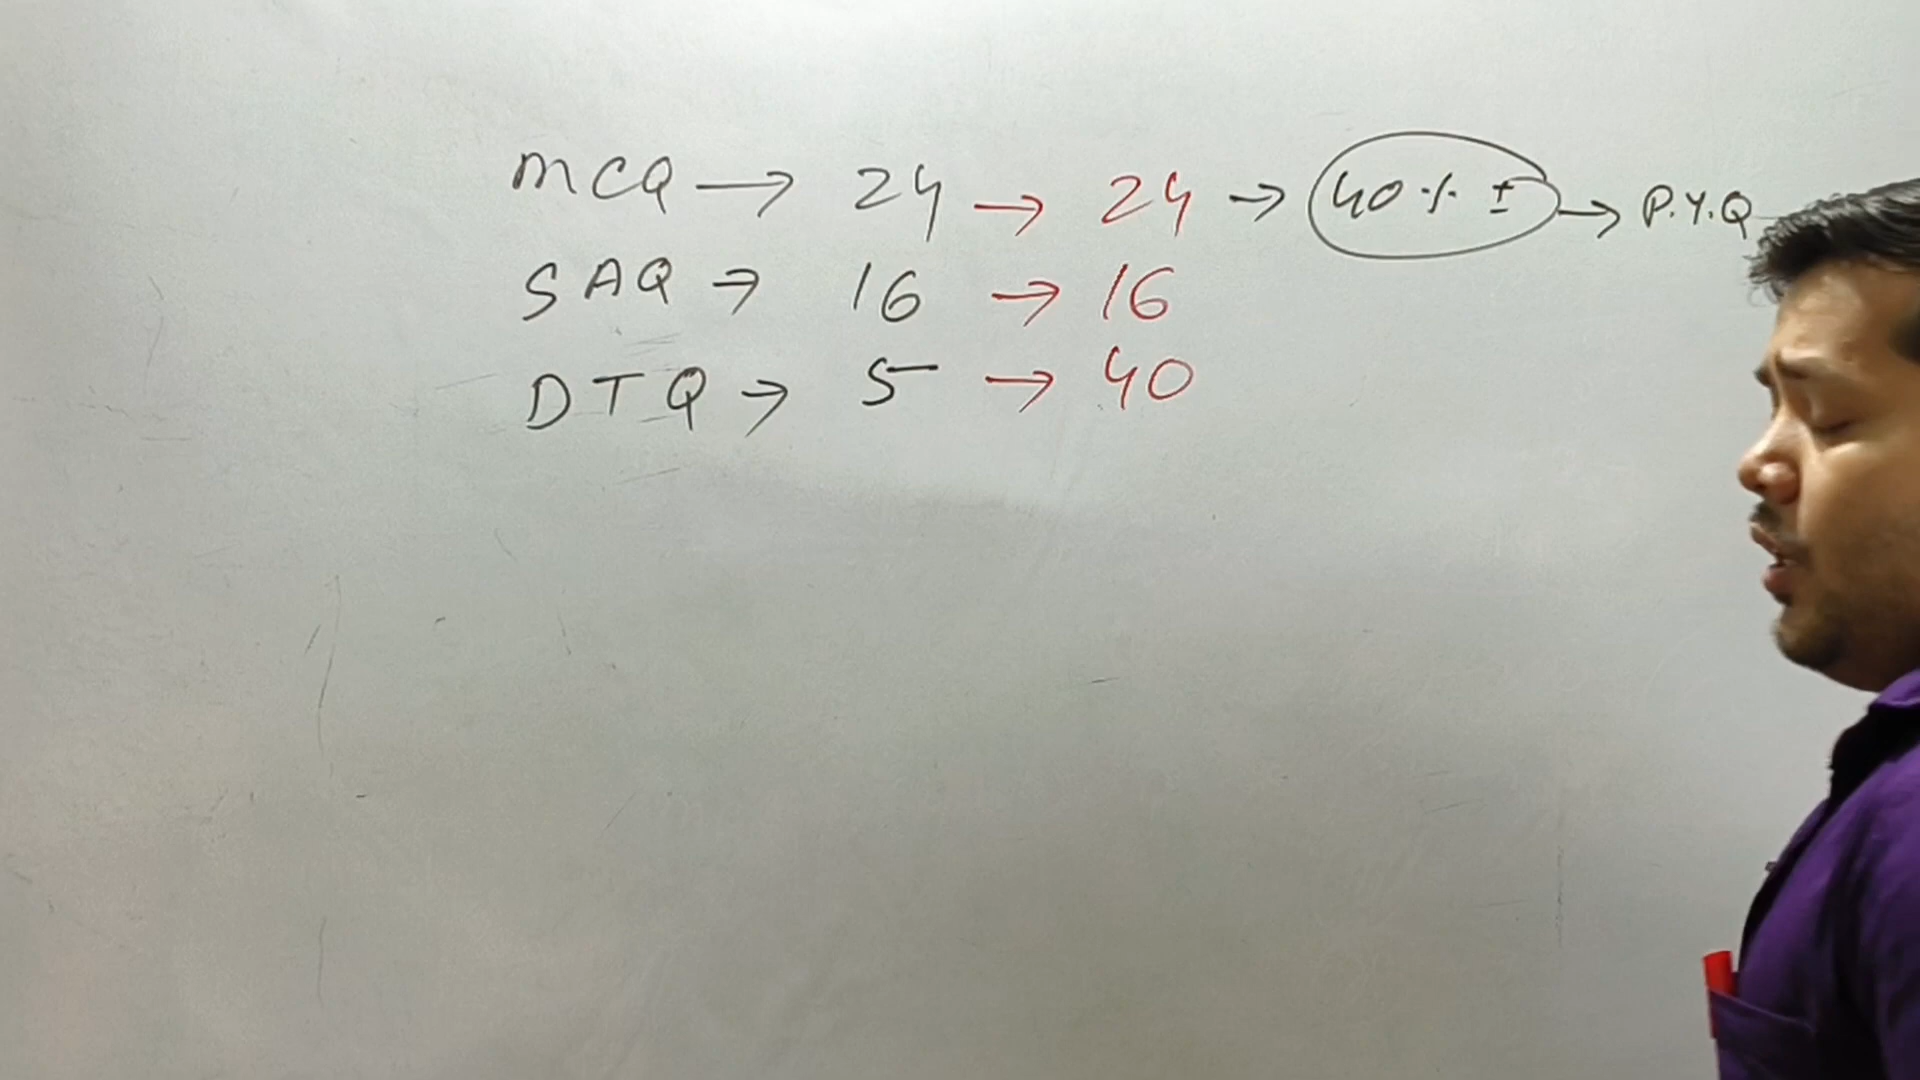 MCQ → 24 → 24 → 40% ± → P.Y.Q
SAQ → 16 → 16
DTQ → 5 → 40